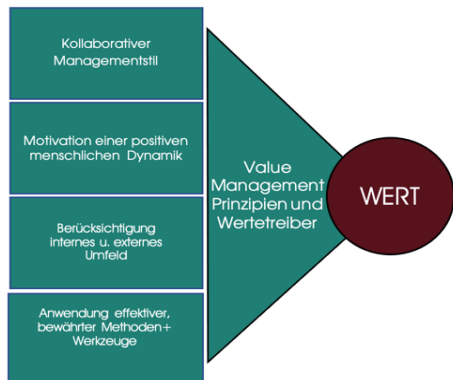 Kollaborativer
Managementstil
Motivation einer positiven
menschlichen Dynamik
Berücksichtigung
internes u. externes
Umfeld
Anwendung effektiver,
bewährter Methoden+
Werkzeuge
Value
Management
Prinzipien und
Wertetreiber
WERT